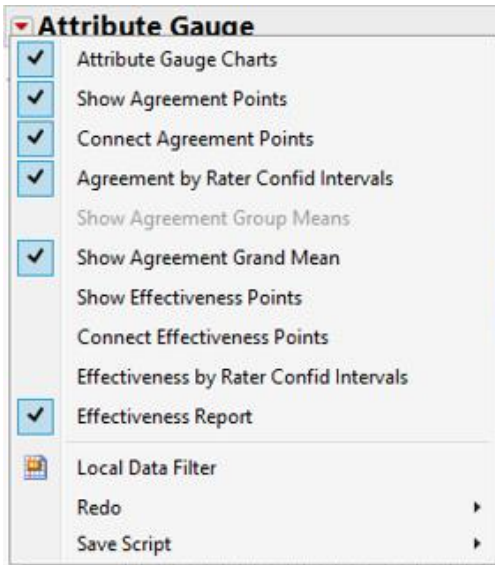 Attribute Gauge
Attribute Gauge Charts
Show Agreement Points
Connect Agreement Points
Agreement by Rater Confid Intervals
Show Agreement Group Means
Show Agreement Grand Mean
Show Effectiveness Points
Connect Effectiveness Points
Effectiveness by Rater Confid Intervals
Effectiveness Report
Local Data Filter
Redo
Save Script